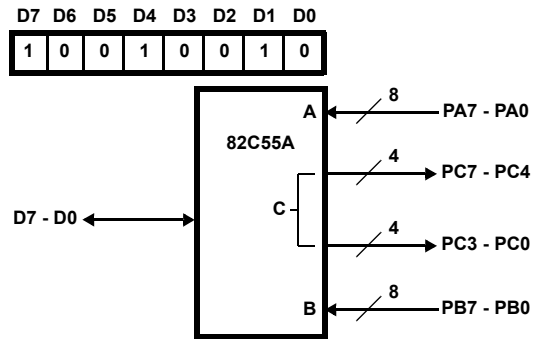 D7 D6 D5 D4 D3 D2 D1 D0
1 0 0 1 0 0 1 0
8
A PA7 - PA0
82C55A
4
PC7 - PC4
C
D7 - D0
4
PC3 - PC0
8
B PB7 - PB0